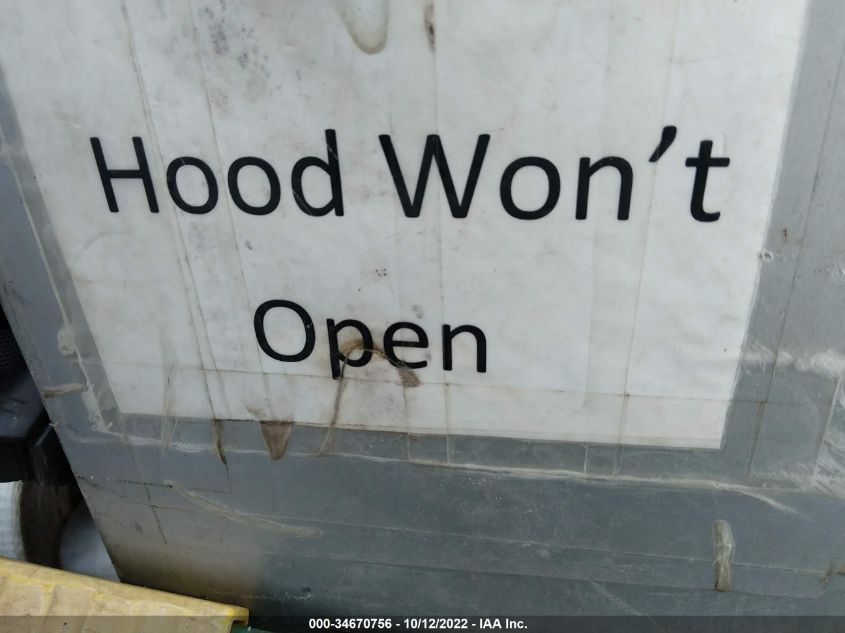 Hood Won’t
Open
000-34670756 - 10/12/2022 - IAA Inc.